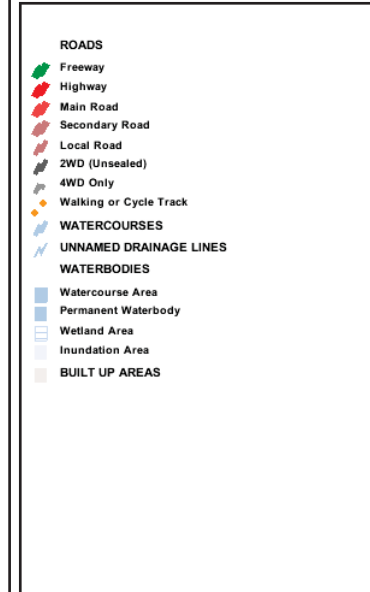 ROADS
Freeway
Highway
Main Road
Secondary Road
Local Road
2WD (Unsealed)
4WD Only
Walking or Cycle Track
WATERCOURSES
UNNAMED DRAINAGE LINES
WATERBODIES
Watercourse Area
Permanent Waterbody
Wetland Area
Inundation Area
BUILT UP AREAS